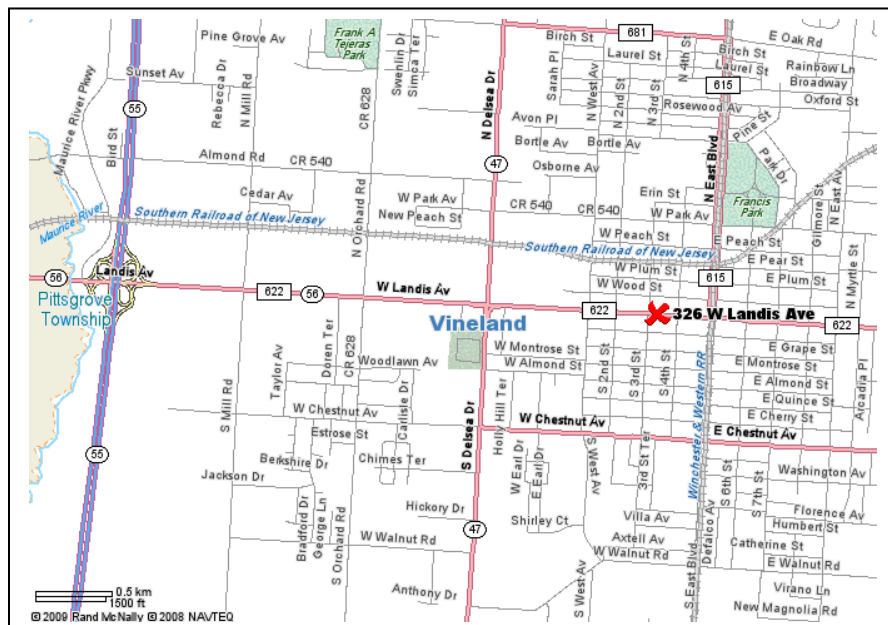 Frank A
Tejeras
Park
Pine Grove Av
Sunset Av
Maurice River Pkwy
Bird St
55
Rebecca Dr
N Mill Rd
CR 628
Swenlin Dr
Simca Ter
N Delsea Dr
47
Birch St
681
Laurel St
Sarah Pl
N West Av
N 2nd St
N 3rd St
N 4th St
Birch St
Laurel St
E Oak Rd
Rainbow Ln
Broadway
Oxford St
615
Rosewood Av
Avon Pl
Bortle Av
Bortle Av
Osborne Av
Pine St
Park Dr
N East Blvd
Francis
Park
Gilmore St
N East Av
Almond Rd
CR 540
Cedar Av
N Orchard Rd
W Park Av
New Peach St
CR 540
CR 540
Erin St
W Park Av
W Peach St
E Peach St
Maurice River
Southern Railroad of New Jersey
Southern Railroad of New Jersey
E Pear St
W Plum St
615
E Plum St
N Myrtle St
W Wood St
56
Landis Av
Pittsgrove
Township
622
56
W Landis Av
Vineland
622
326 W Landis Ave
622
Taylor Av
Doren Ter
CR 628
Woodlawn Av
Carlisle Dr
W Montrose St
W Almond St
S 2nd St
S 3rd St
S 4th St
E Grape St
E Montrose St
E Almond St
E Quince St
E Cherry St
Arcadia Pl
Winchester & Western RR
S Mill Rd
W Chestnut Av
Estrose St
Holly Hill Ter
W Chestnut Av
E Chestnut Av
S Delsea Dr
55
Berkshire Dr
Chimes Ter
Jackson Dr
Bradford Dr
George Ln
S Orchard Rd
Hickory Dr
W Earl Dr
E Earl Dr
S West Av
3rd St Ter
S 6th St
S 7th St
Washington Av
Florence Av
Humbert St
47
Shirley Ct
Villa Av
Axtell Av
Defalco Av
Catherine St
W Walnut Rd
W Walnut Rd
E Walnut Rd
Anthony Dr
S West Av
S East Blvd
Virano Ln
New Magnolia Rd
0.5 km
1500 ft
© 2009 Rand McNally © 2008 NAVTEQ